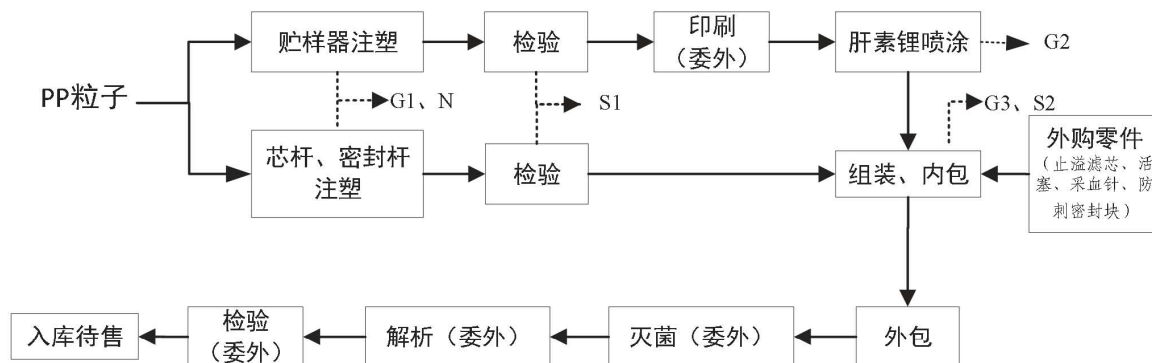 贮样器注塑
检验
印刷
（委外）
肝素锂喷涂
G2
PP粒子
G1、N
S1
G3、S2
芯杆、密封杆
注塑
检验
组装、内包
外购零件
（止溢滤芯、活
塞、采血针、防
刺密封块）
入库待售
检验
（委外）
解析（委外）
灭菌（委外）
外包